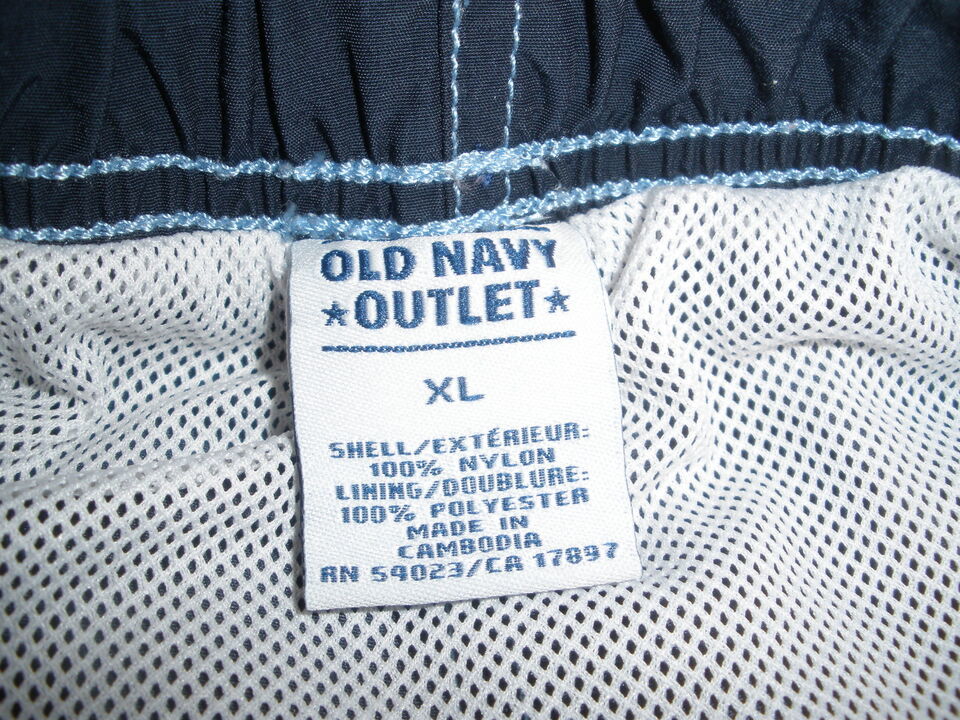 OLD NAVY
★OUTLET★
XL
SHELL/EXTÉRIEUR:
100% NYLON
LINING/DOUBLURE:
100% POLYESTER
MADE IN
CAMBODIA
RN 54023/CA 17897